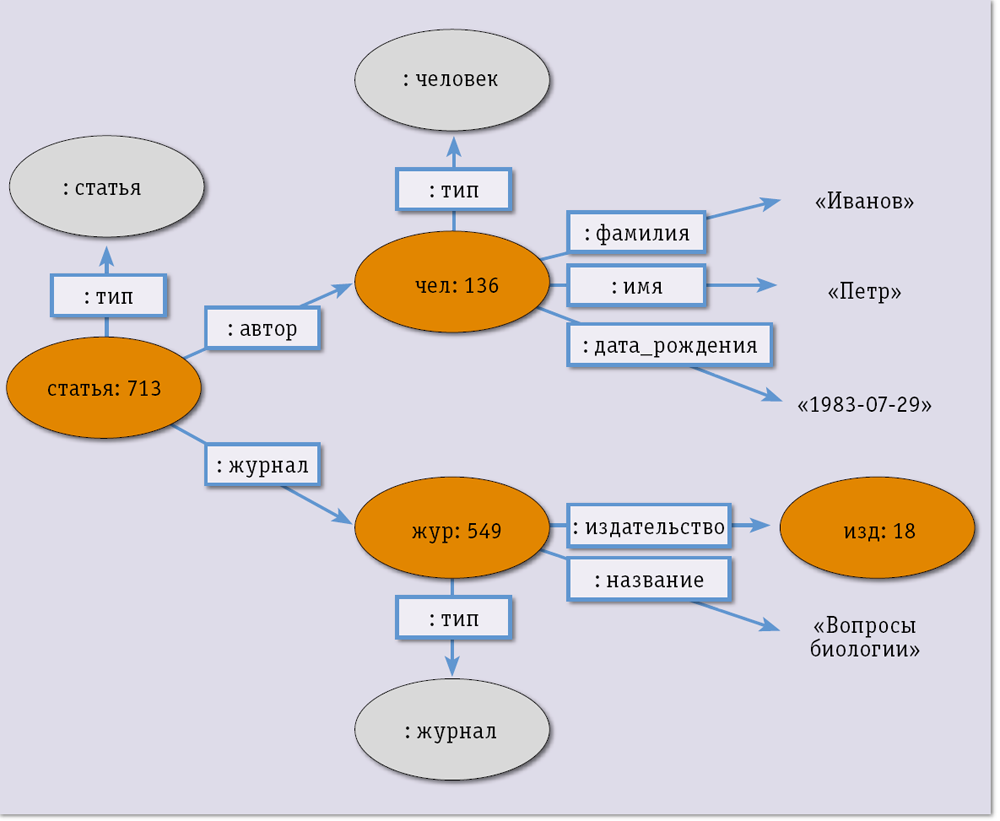 : человек
: статья
: тип
«Иванов»
: фамилия
: тип
чел: 136
: имя
«Петр»
: автор
: дата_рождения
статья: 713
«1983-07-29»
: журнал
жур: 549
: издательство
изд: 18
: название
: тип
«Вопросы
биологии»
: журнал